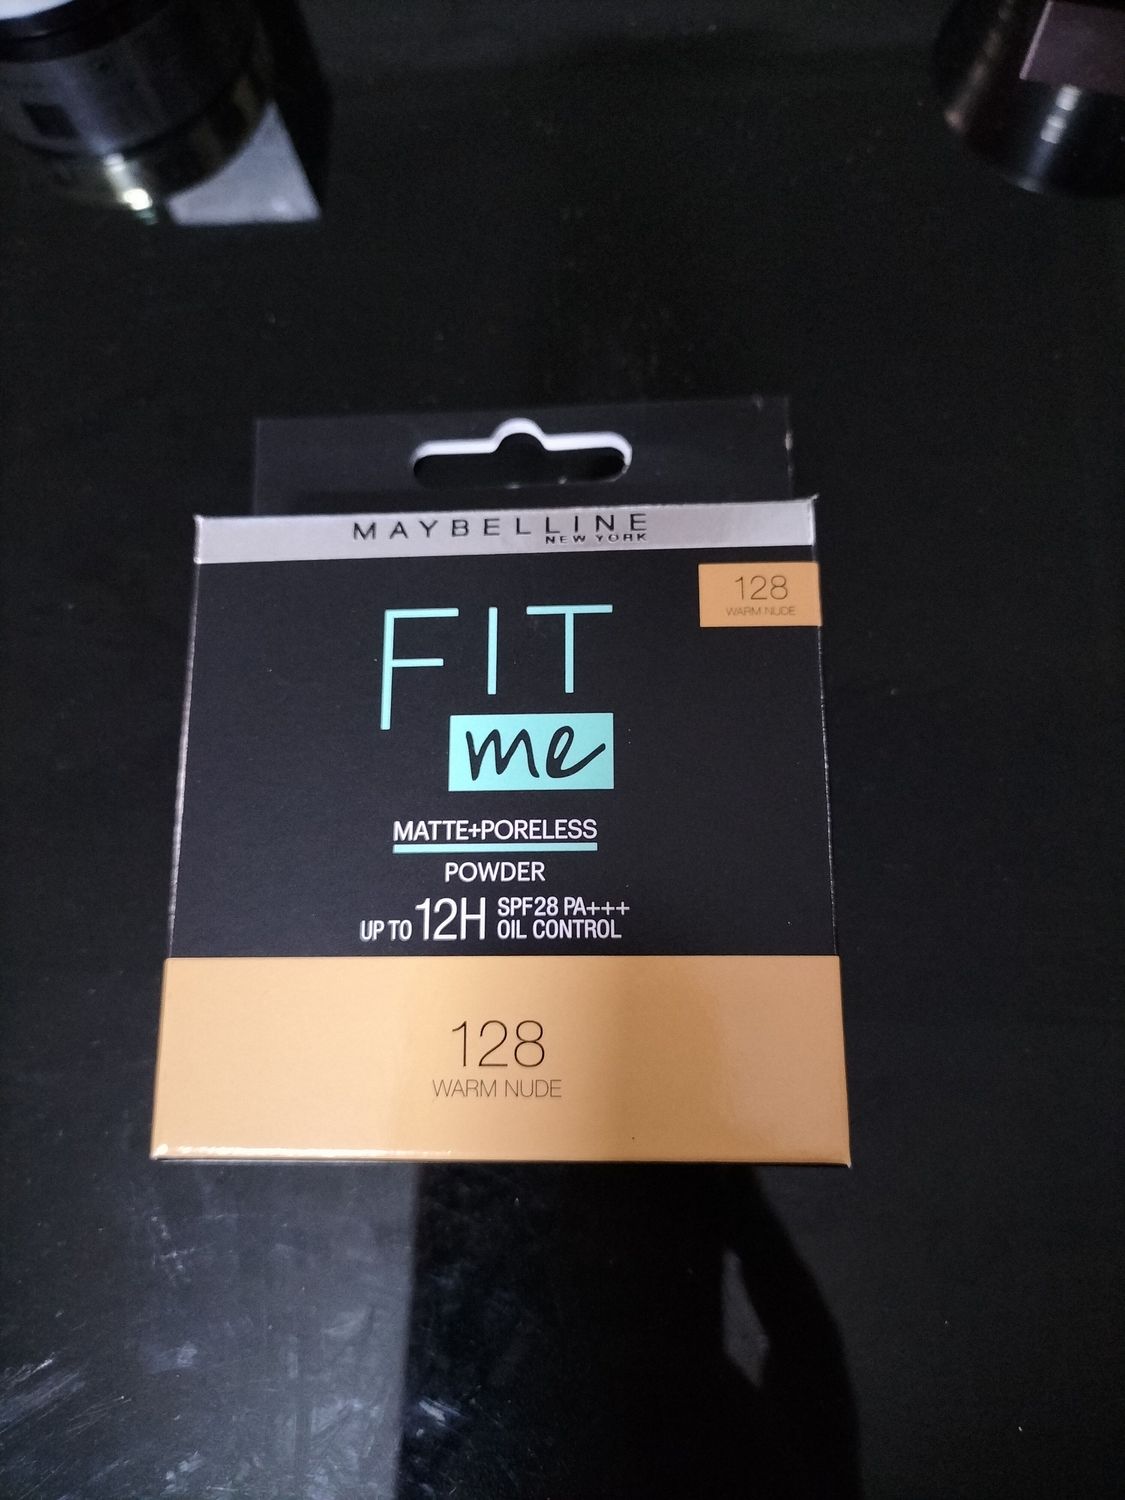 MAYBELLINE
NEW YORK
128
WARM NUDE
FIT
me
MATTE+PORELESS
POWDER
UP TO 12H SPF28 PA+++
OIL CONTROL
128
WARM NUDE